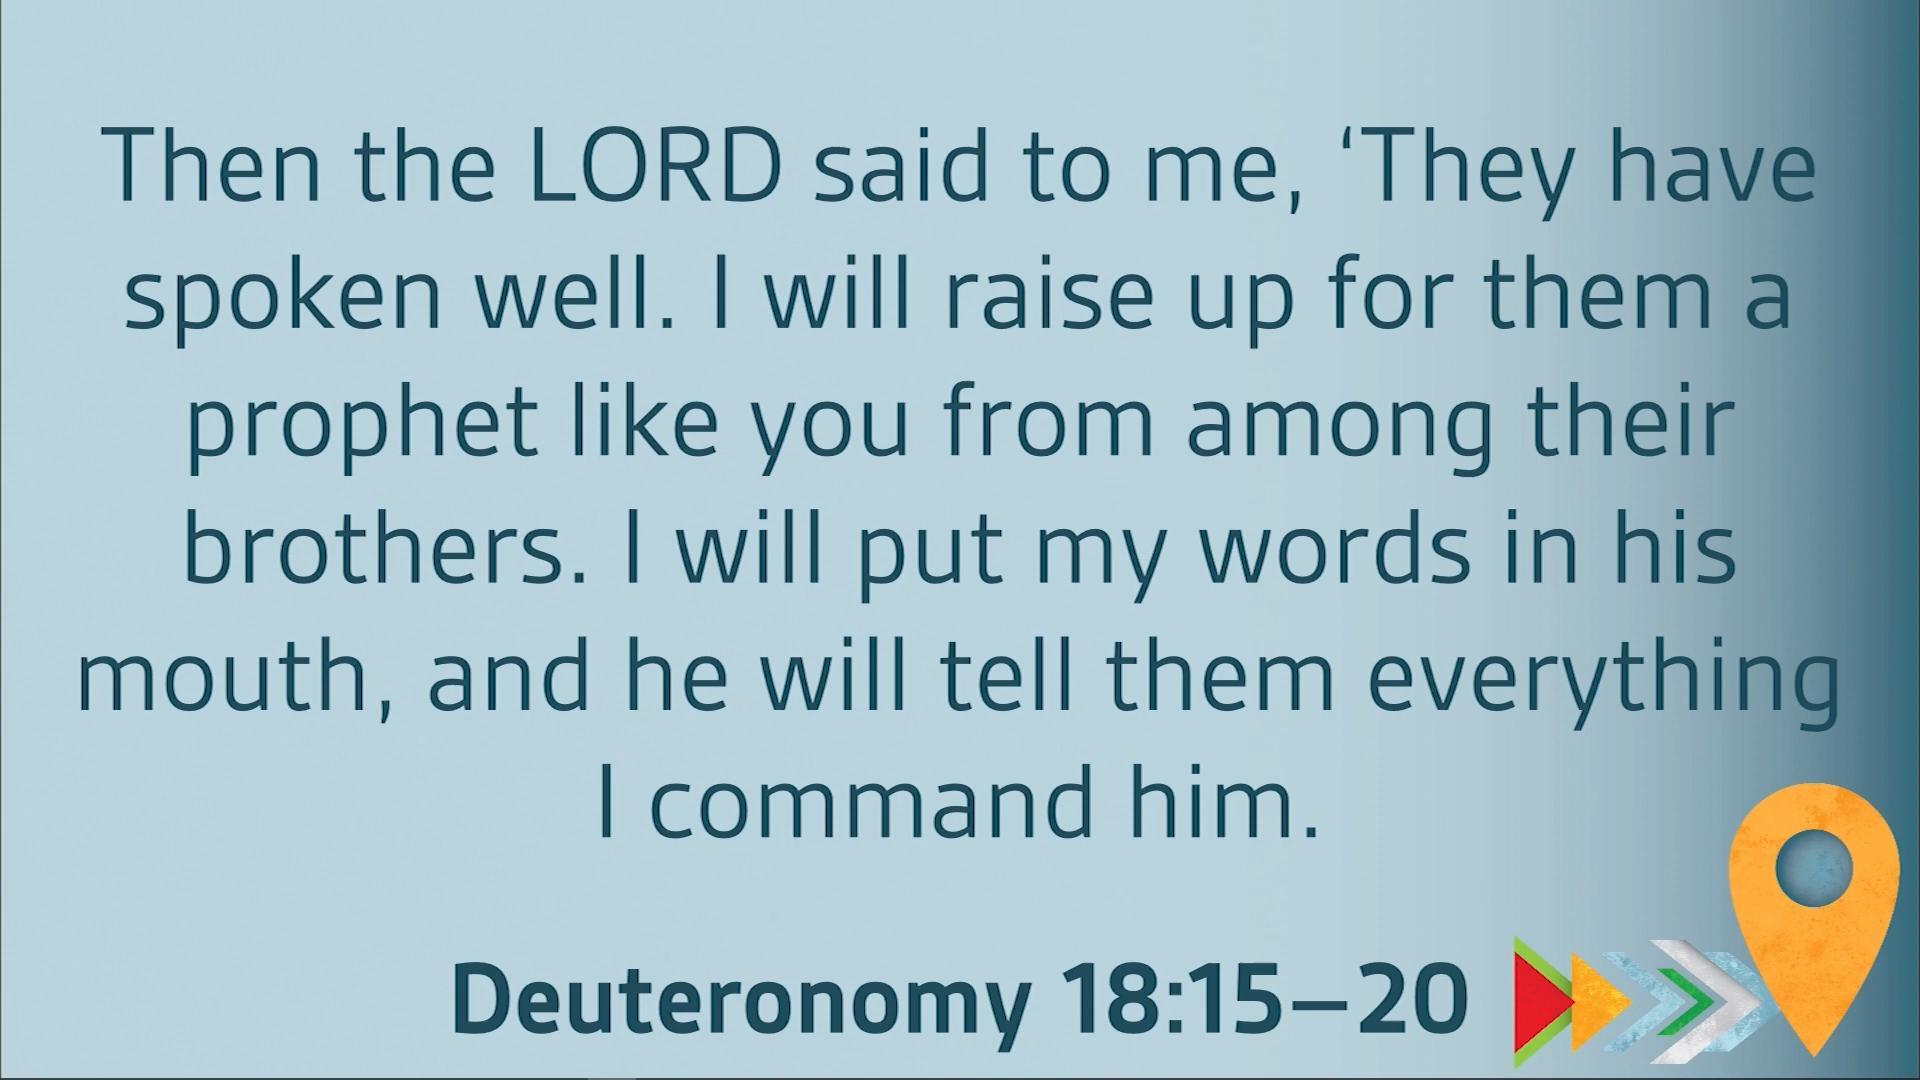 Then the LORD said to me, ‘They have
spoken well. I will raise up for them a
prophet like you from among their
brothers. I will put my words in his
mouth, and he will tell them everything
I command him.
Deuteronomy 18:15–20